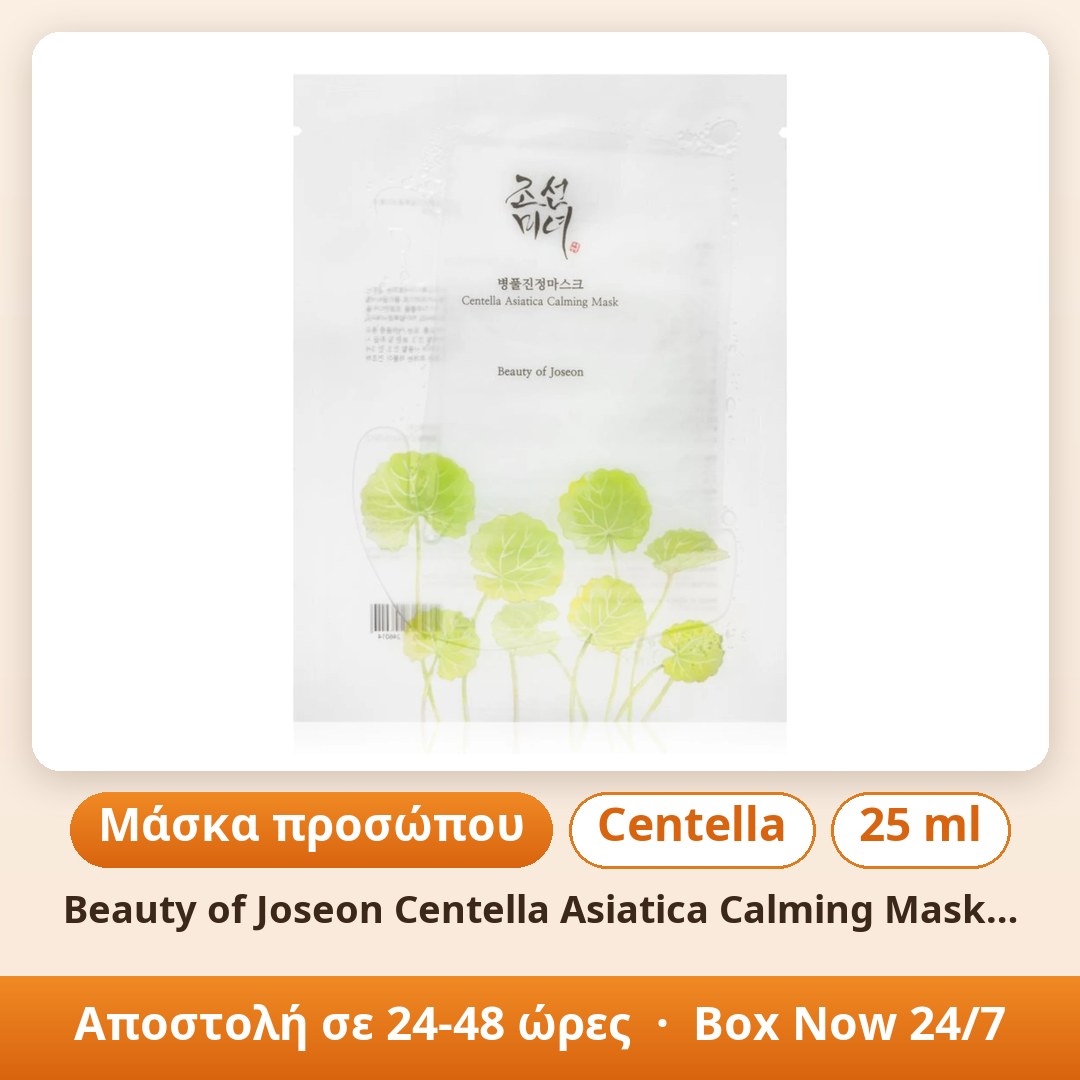 조선
미녀
병풀진정마스크
Centella Asiatica Calming Mask
Beauty of Joseon
Μάσκα προσώπου
Centella
25 ml
Beauty of Joseon Centella Asiatica Calming Mask...
Αποστολή σε 24-48 ώρες · Box Now 24/7